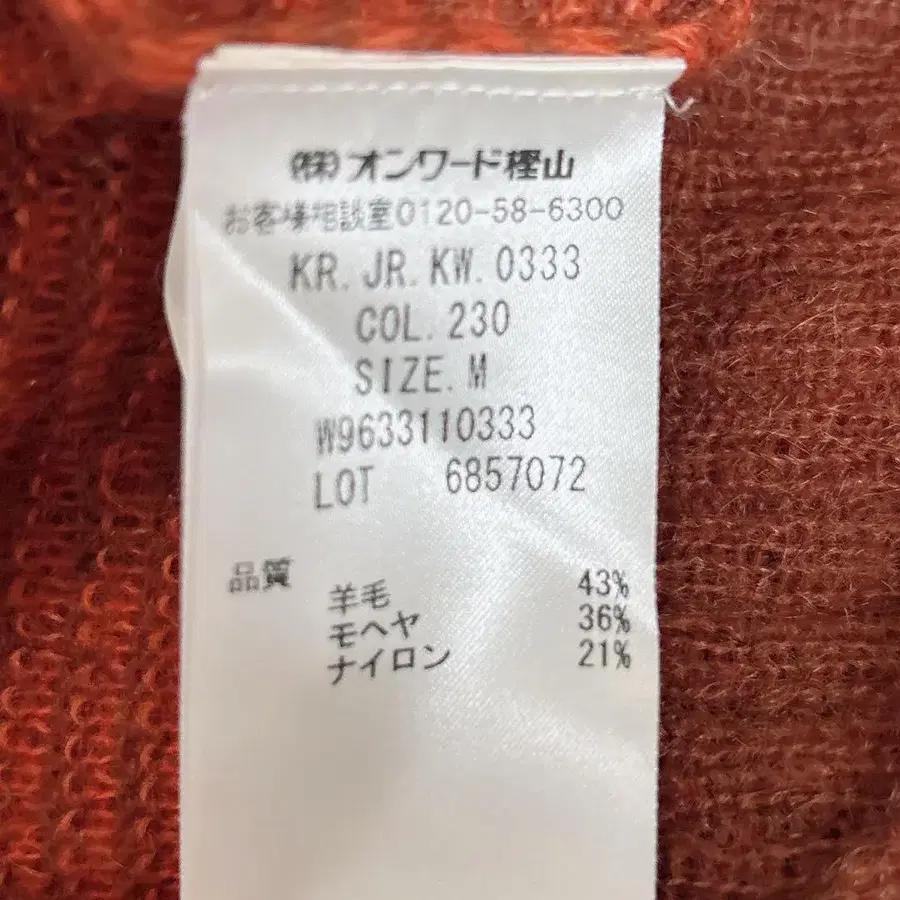 ㈱オンワード樫山
お客様相談室0120-58-6300
KR.JR.KW.0333
COL.230
SIZE.M
W9633110333
LOT 6857072
品質
羊毛 43%
モヘヤ 36%
ナイロン 21%